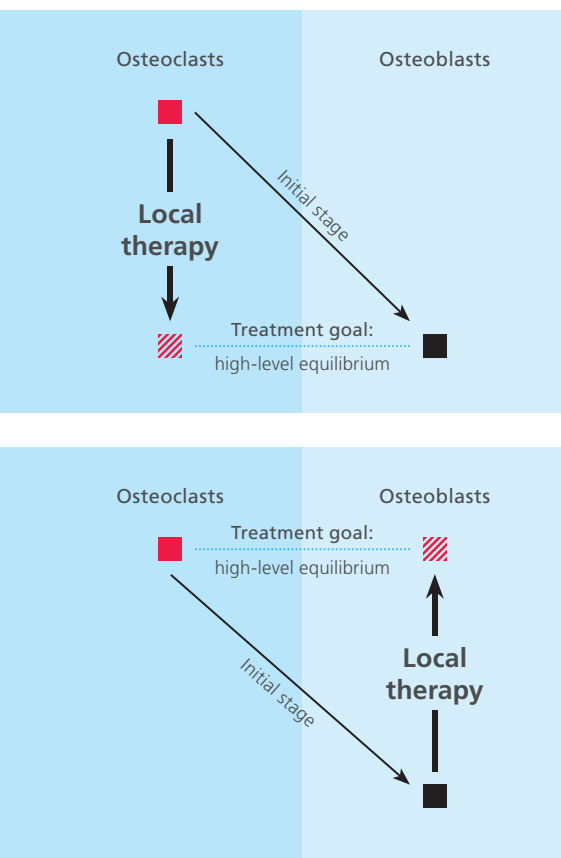 Osteoclasts
Osteoblasts
Initial stage
Local
therapy
Treatment goal:
high-level equilibrium
Osteoclasts
Osteoblasts
Treatment goal:
high-level equilibrium
Initial stage
Local
therapy